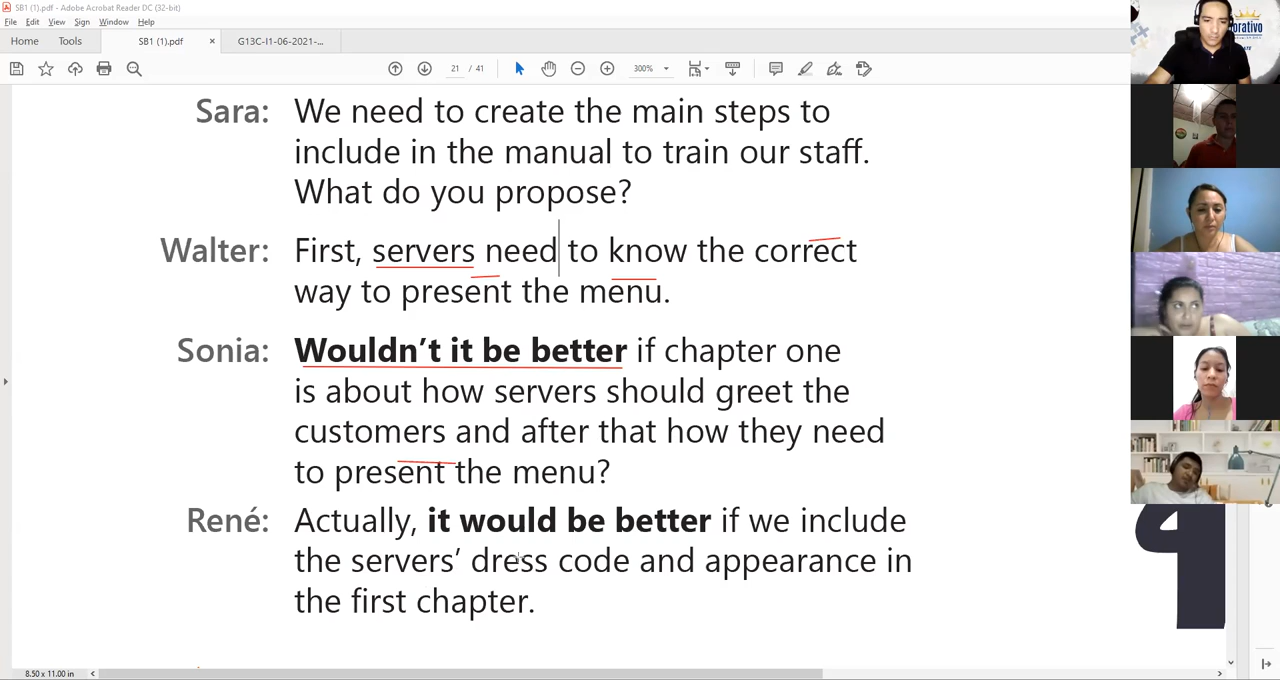 SB1 (1).pdf - Adobe Acrobat Reader DC (32-bit)
File Edit View Sign Window Help
Home Tools SB1 (1).pdf × G13C-I1-06-2021-...
21 / 41 300%
Sara: We need to create the main steps to
include in the manual to train our staff.
What do you propose?
Walter: First, servers need to know the correct
way to present the menu.
Sonia: Wouldn't it be better if chapter one
is about how servers should greet the
customers and after that how they need
to present the menu?
René: Actually, it would be better if we include
the servers' dress code and appearance in
the first chapter.
8.50 x 11.00 in
orativo